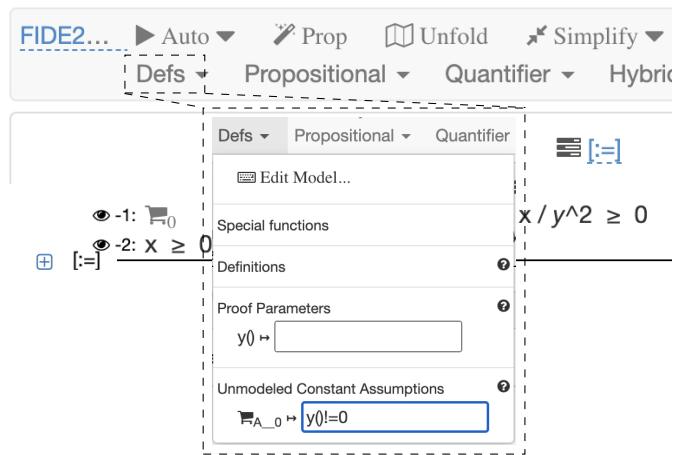 FIDE2... Auto Prop Unfold Simplify
Defs Propositional Quantifier Hybri
Defs Propositional Quantifier
Edit Model...
[:=]
-1: 0 x / y^2 ≥ 0
Special functions
-2: x ≥ 0
[:=]
Definitions
Proof Parameters
y() ↦
Unmodeled Constant Assumptions
A__0 ↦ y()!=0